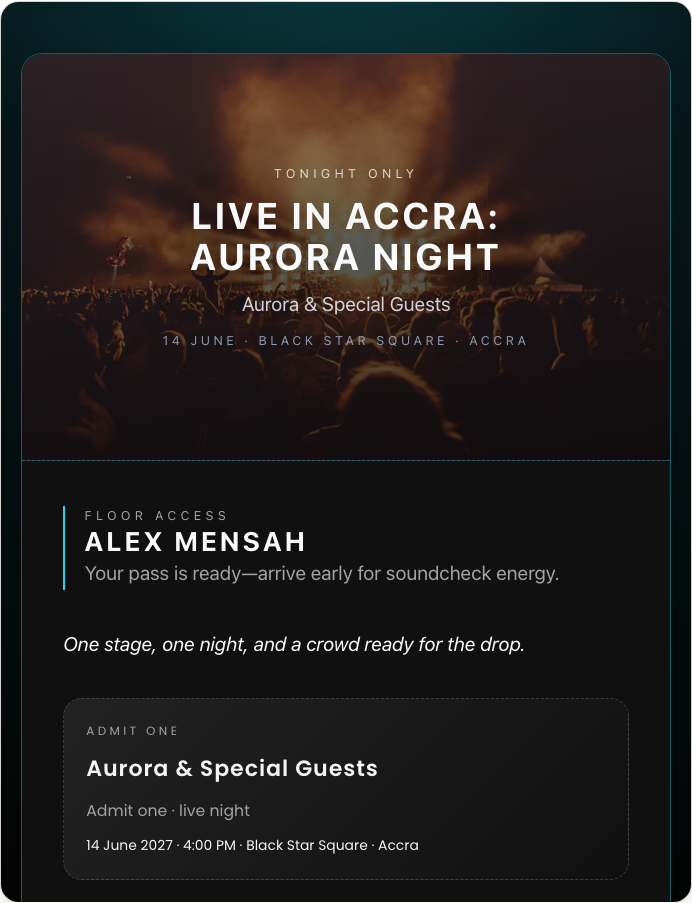 TONIGHT ONLY
LIVE IN ACCRA:
AURORA NIGHT
Aurora & Special Guests
14 JUNE · BLACK STAR SQUARE · ACCRA
FLOOR ACCESS
ALEX MENSAH
Your pass is ready—arrive early for soundcheck energy.
One stage, one night, and a crowd ready for the drop.
ADMIT ONE
Aurora & Special Guests
Admit one · live night
14 June 2027 · 4:00 PM · Black Star Square · Accra